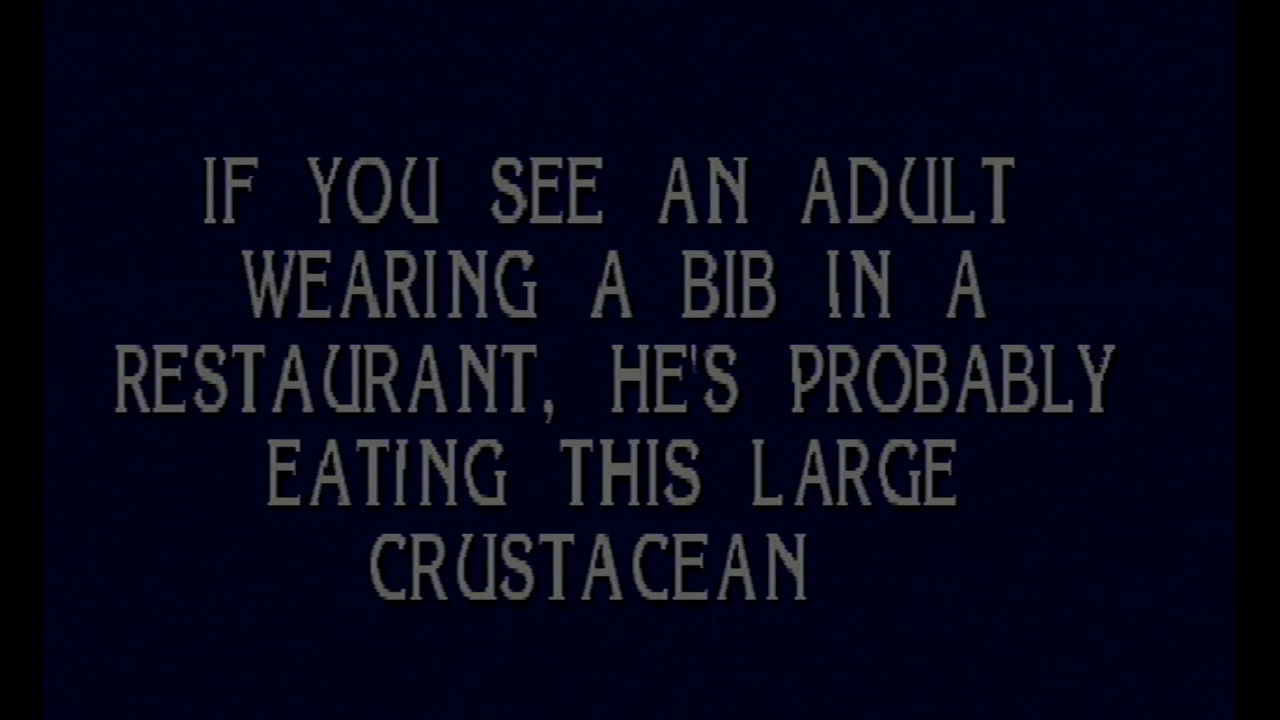 IF YOU SEE AN ADULT
WEARING A BIB IN A
RESTAURANT, HE'S PROBABLY
EATING THIS LARGE
CRUSTACEAN